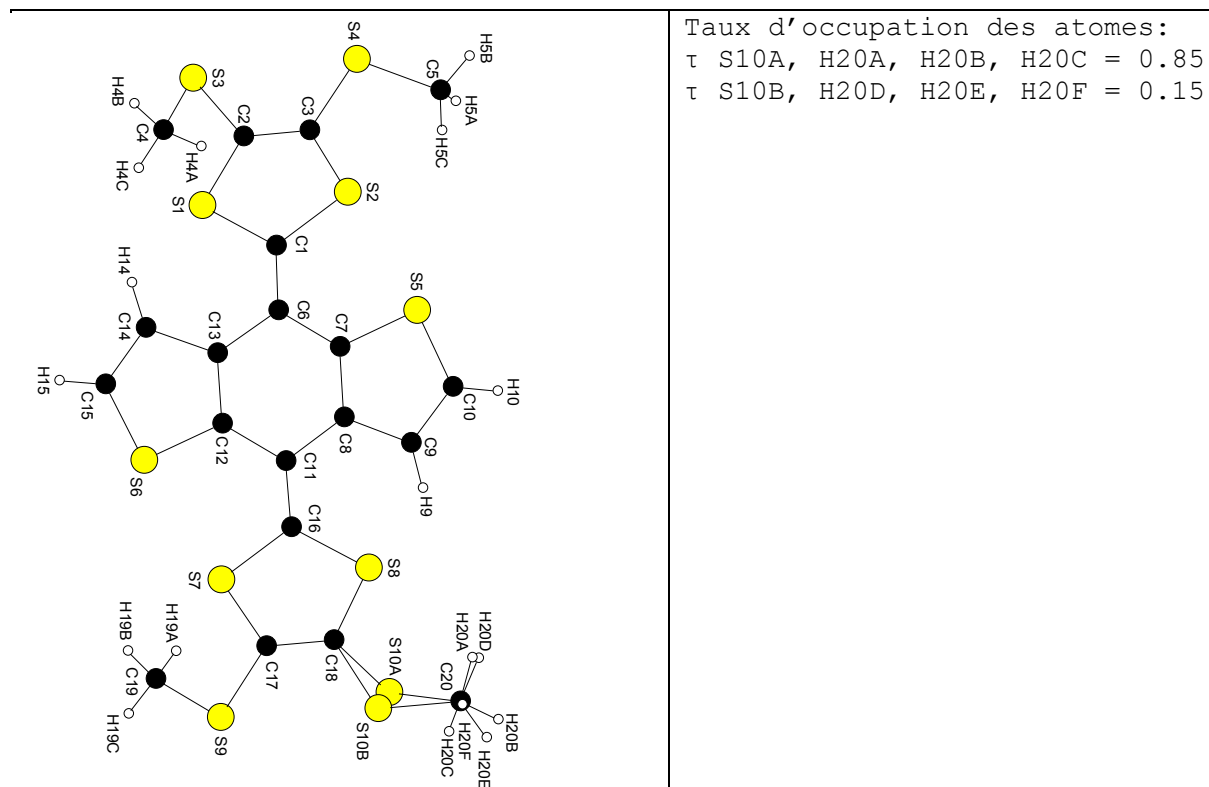 S4
H5B
S3
C5
H4B
H5A
C4
C2
C3
H4A
H5C
H4C
S1
S2
C1
H14
S5
C14
C13
C6
C7
H15
C15
C10
H10
C12
C8
C9
S6
C11
H9
C16
S7
S8
H19B
H19A
H20A
H20D
S10A
C20
C19
C17
C18
H20B
H19C
S9
S10B
H20F
H20C
H20E
Taux d'occupation des atomes:
τ S10A, H20A, H20B, H20C = 0.85
τ S10B, H20D, H20E, H20F = 0.15